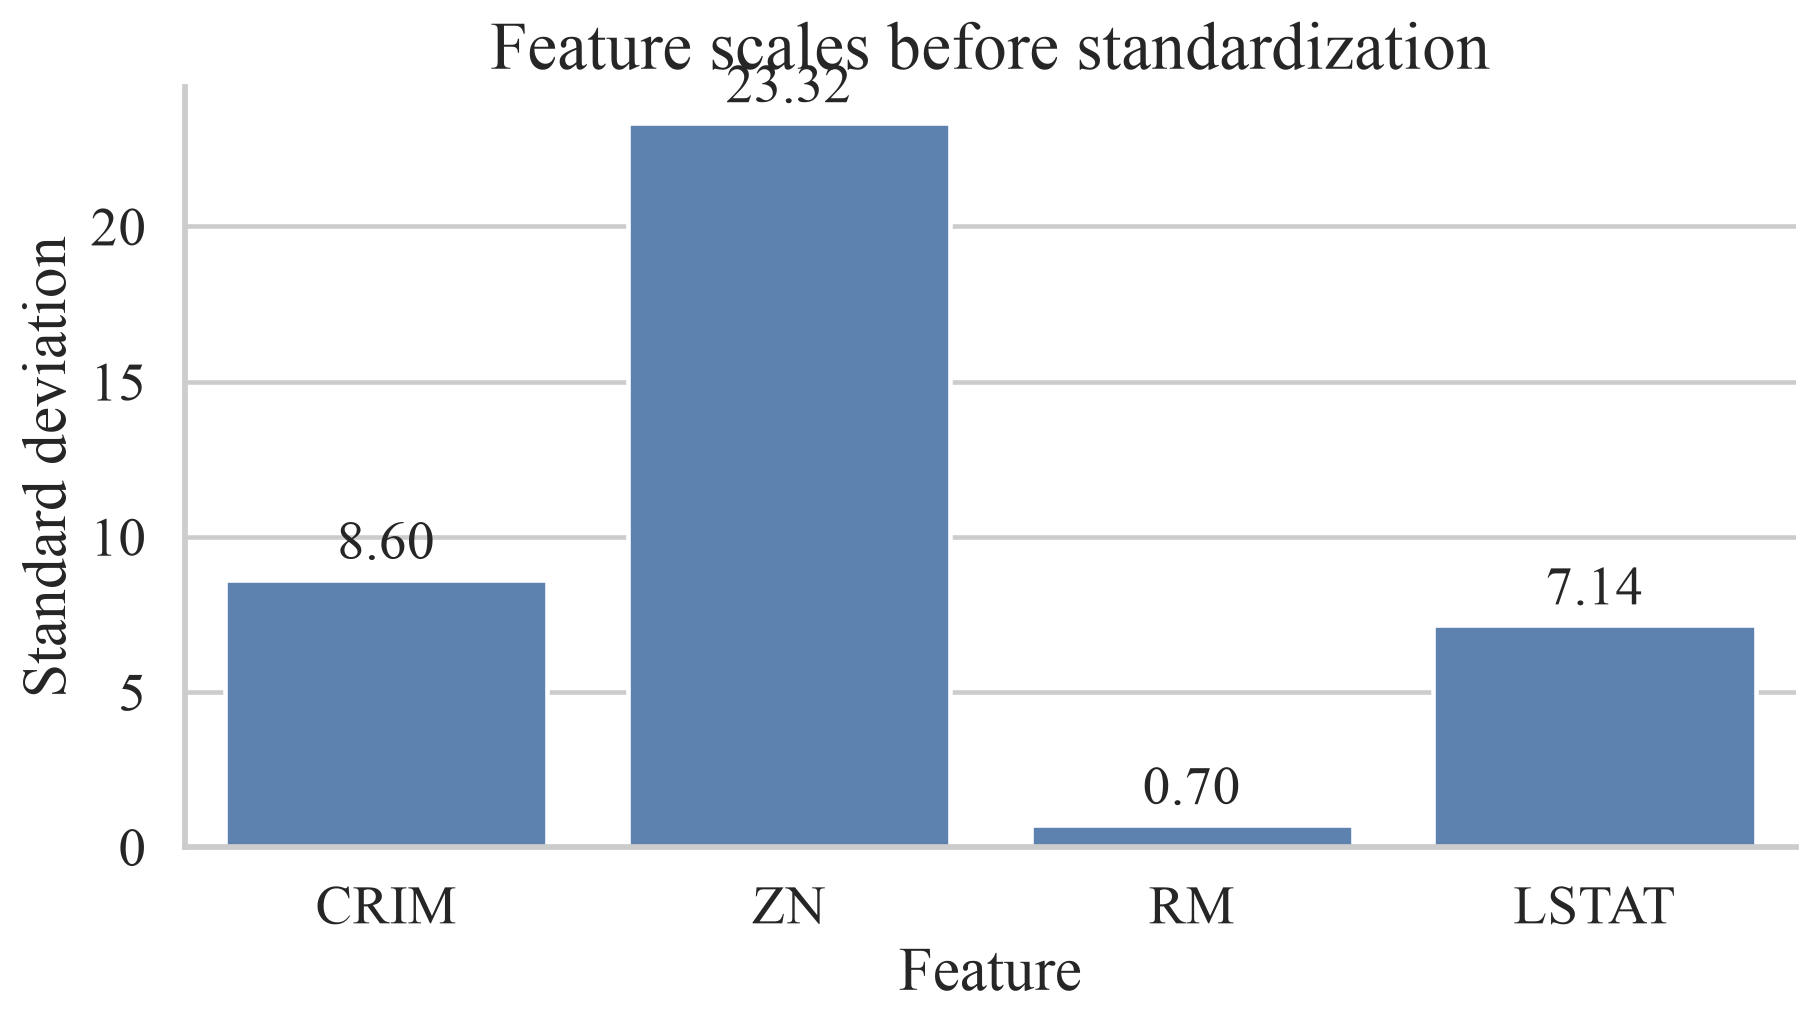 Feature scales before standardization
23.32
20
15
10
5
0
Standard deviation
8.60
0.70
7.14
CRIM
ZN
RM
LSTAT
Feature